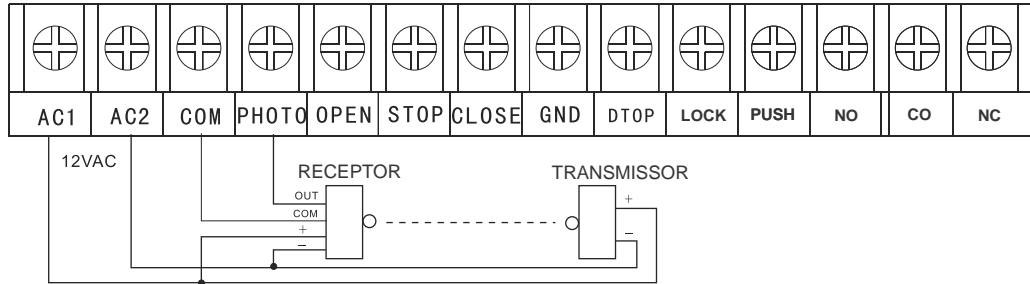 AC1 AC2 COM PHOTO OPEN STOP CLOSE GND DTOP LOCK PUSH NO CO NC
12VAC
RECEPTOR TRANSMISSOR
OUT
COM
+
−
+
−